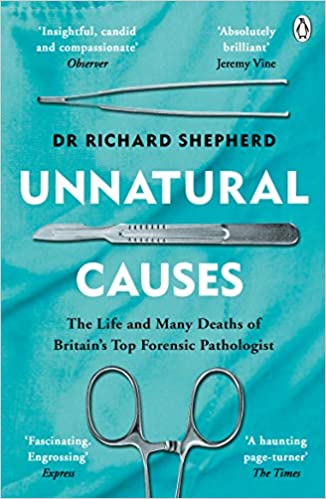 'Insightful, candid
and compassionate'
Observer
'Absolutely
brilliant'
Jeremy Vine
DR RICHARD SHEPHERD
UNNATURAL
CAUSES
The Life and Many Deaths of
Britain's Top Forensic Pathologist
'Fascinating.
Engrossing'
Express
'A haunting
page-turner'
The Times